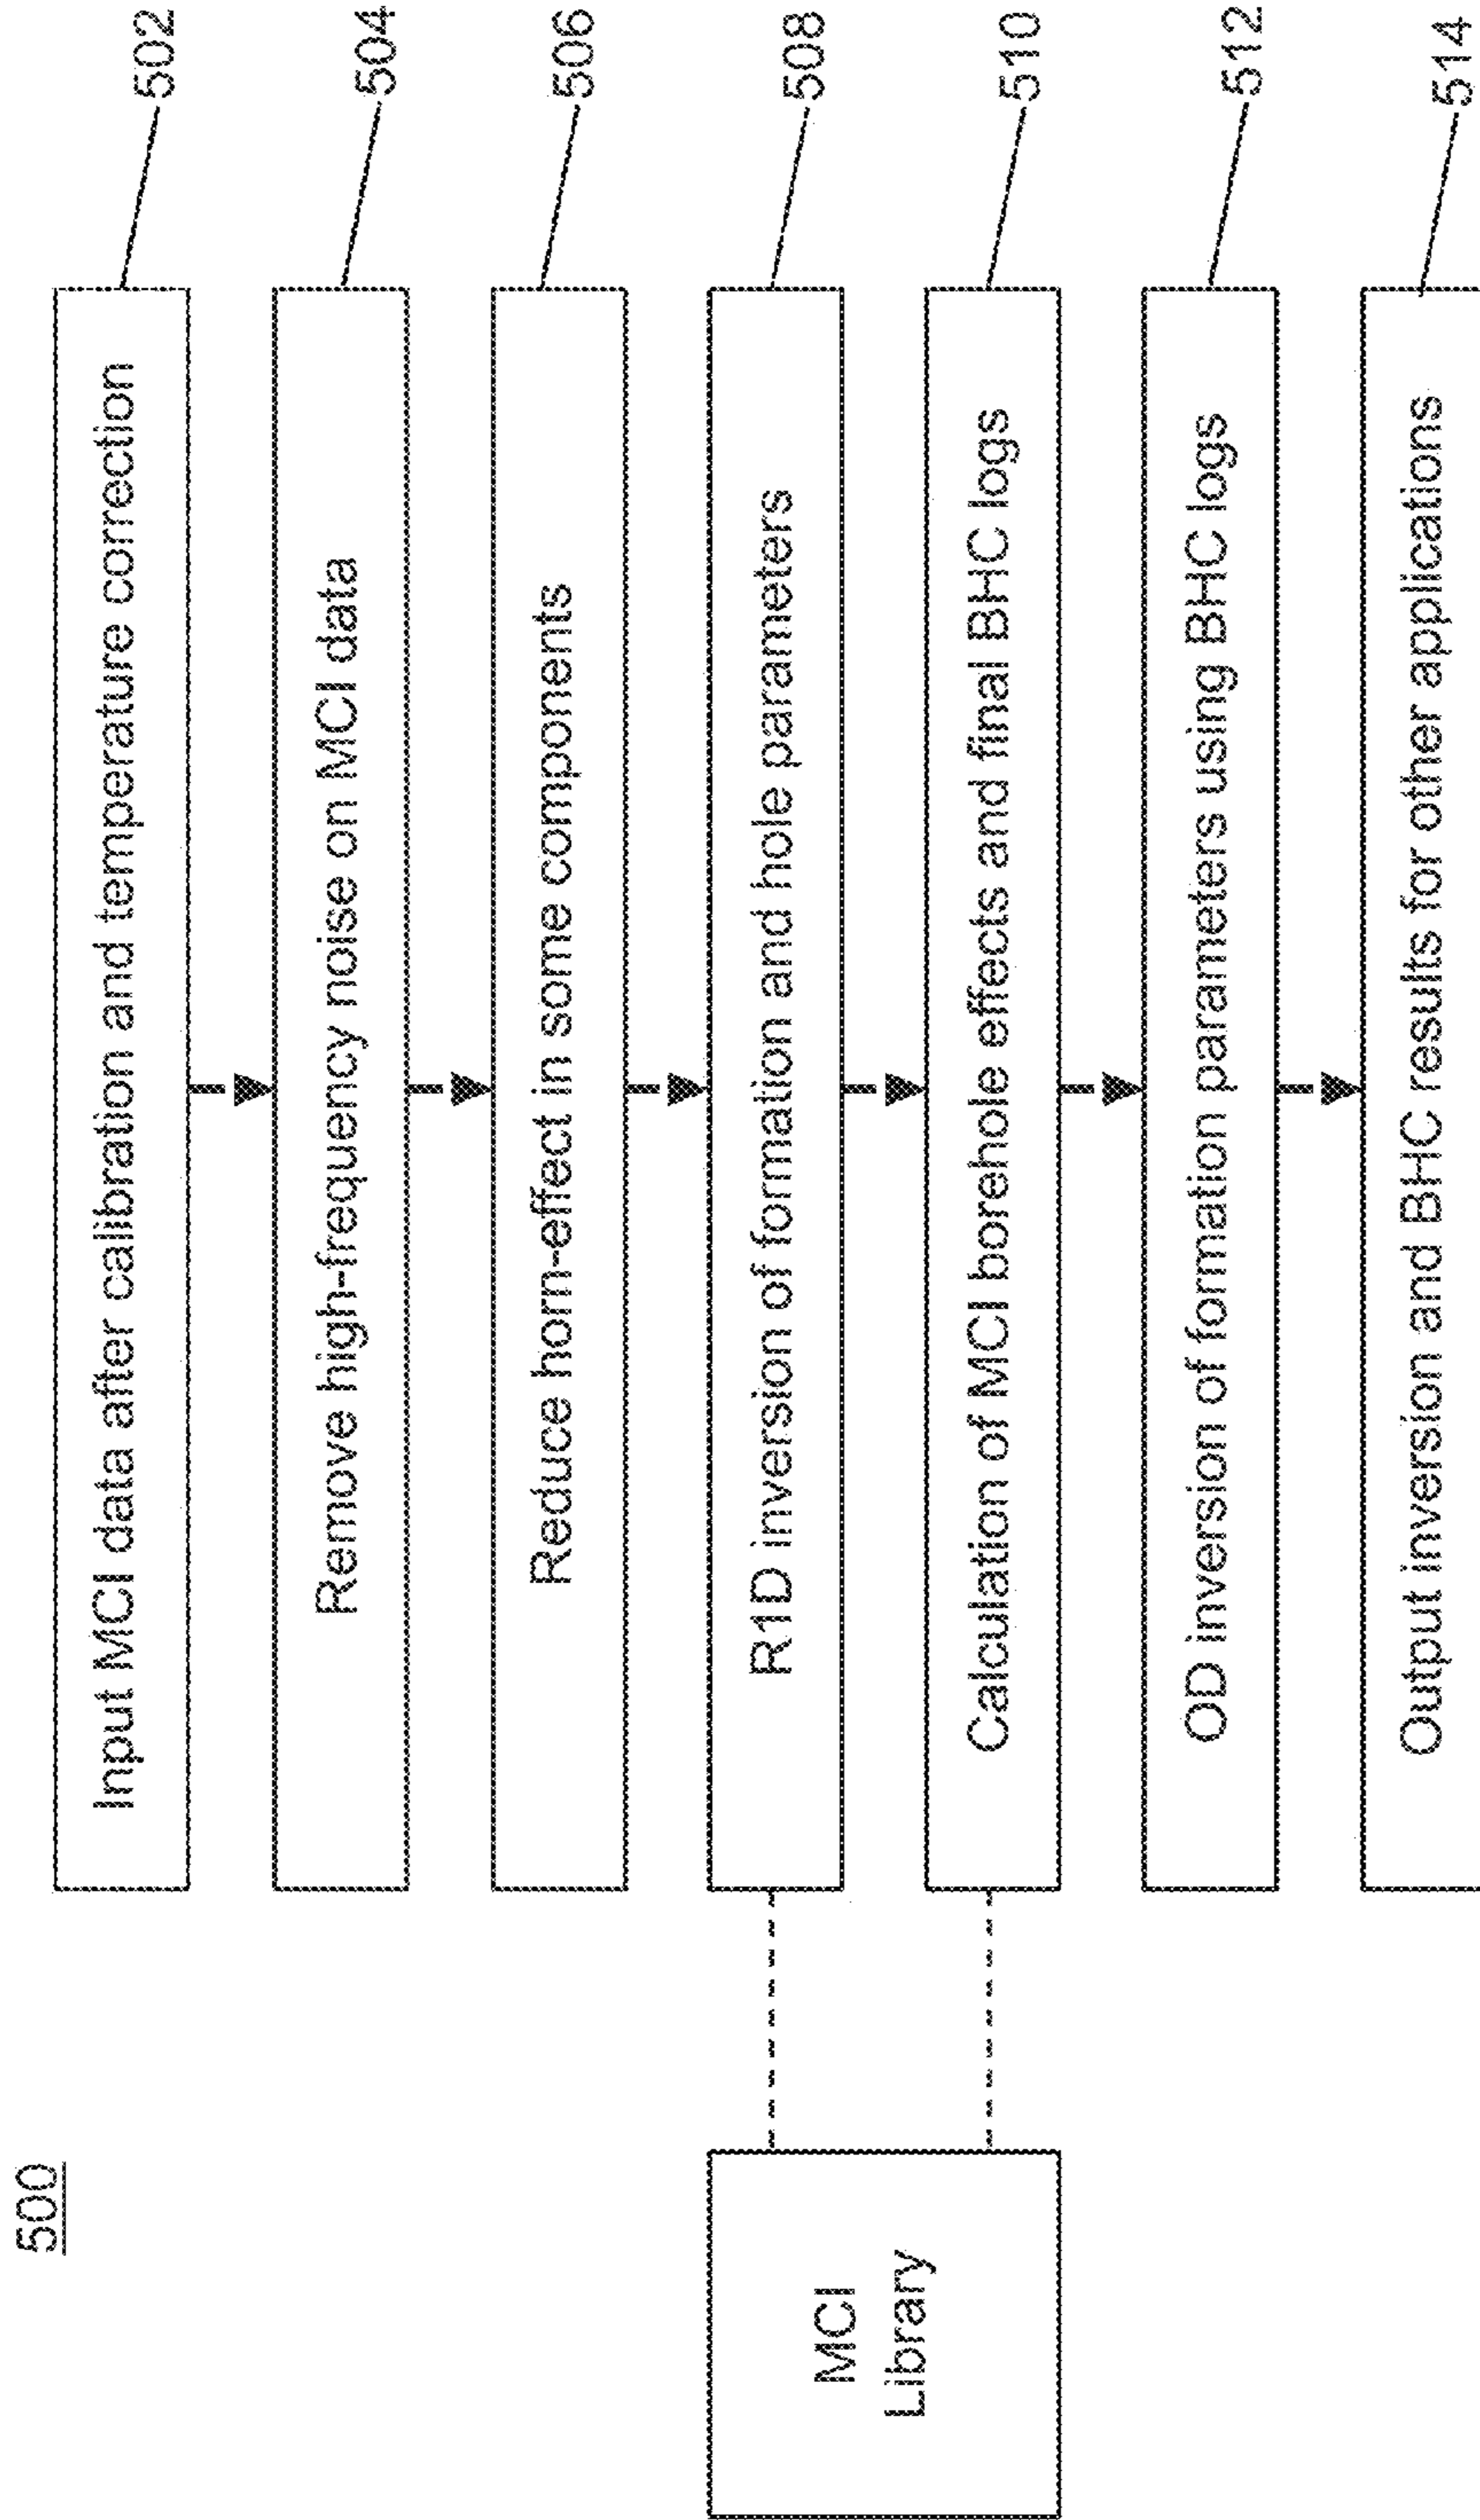 500
Input MCI data after calibration and temperature correction
502
Remove high-frequency noise on MCI data
504
Reduce horn-effect in some components
506
R1D inversion of formation and hole parameters
508
MCI
Library
Calculation of MCI borehole effects and final BHC logs
510
OD inversion of formation parameters using BHC logs
512
Output inversion and BHC results for other applications
514